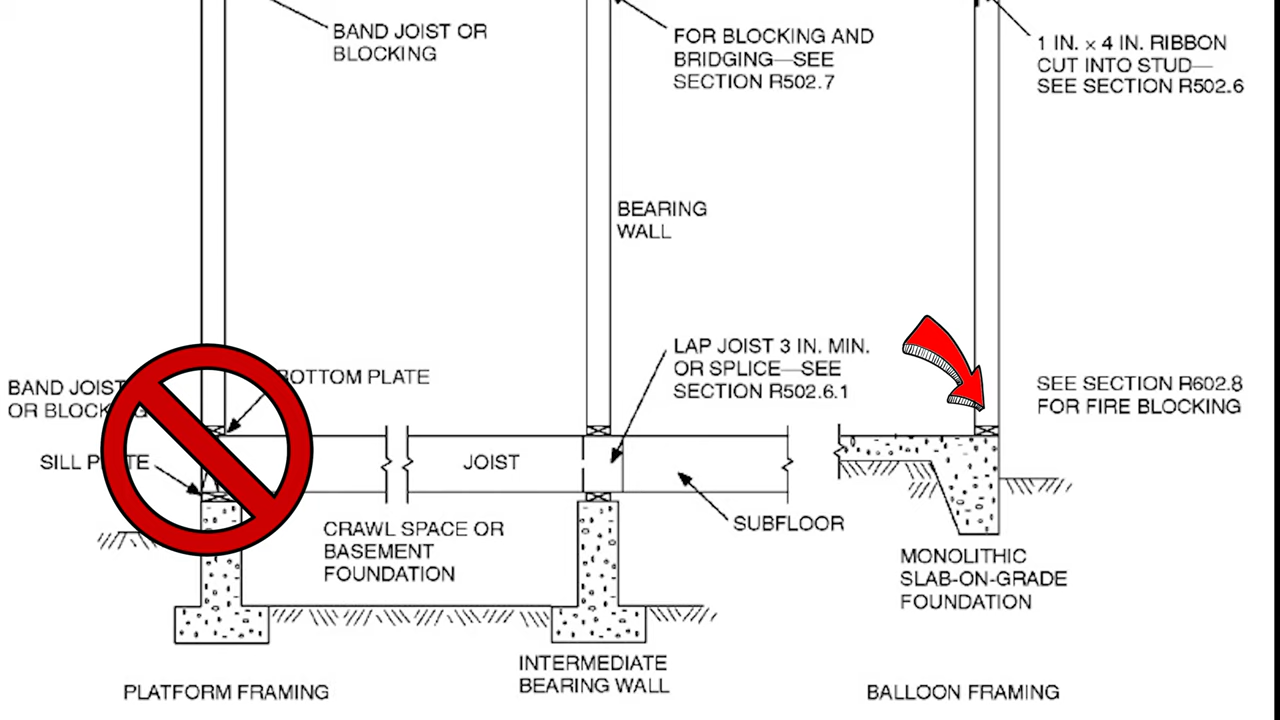 BAND JOIST OR
BLOCKING
FOR BLOCKING AND
BRIDGING—SEE
SECTION R502.7
1 IN. × 4 IN. RIBBON
CUT INTO STUD—
SEE SECTION R502.6
BEARING
WALL
LAP JOIST 3 IN. MIN.
OR SPLICE—SEE
SECTION R502.6.1
BAND JOIST
OR BLOCKING
BOTTOM PLATE
SEE SECTION R602.8
FOR FIRE BLOCKING
SILL PLATE
JOIST
SUBFLOOR
CRAWL SPACE OR
BASEMENT
FOUNDATION
MONOLITHIC
SLAB-ON-GRADE
FOUNDATION
INTERMEDIATE
BEARING WALL
PLATFORM FRAMING
BALLOON FRAMING